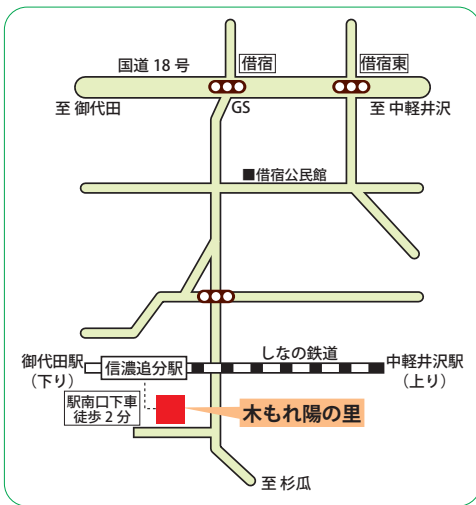 国道 18 号
借宿
借宿東
至 御代田
GS
至 中軽井沢
■借宿公民館
しなの鉄道
御代田駅
(下り)
信濃追分駅
中軽井沢駅
(上り)
駅南口下車
徒歩 2 分
木もれ陽の里
至 杉瓜